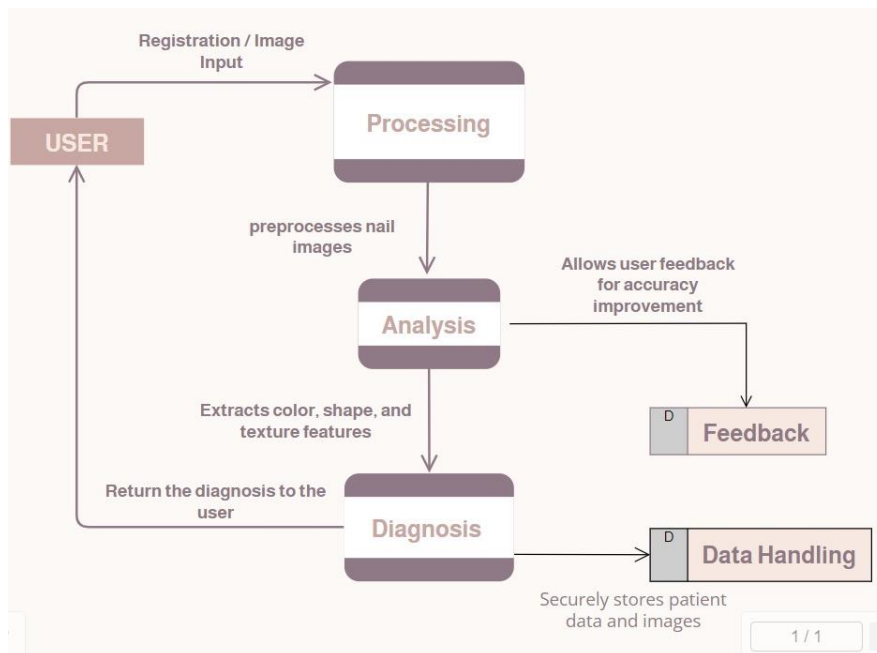 Registration / Image
Input
Processing
USER
preprocesses nail
images
Allows user feedback
for accuracy
improvement
Analysis
Extracts color, shape, and
texture features
D
Feedback
Return the diagnosis to the
user
Diagnosis
D
Data Handling
Securely stores patient
data and images
1 / 1